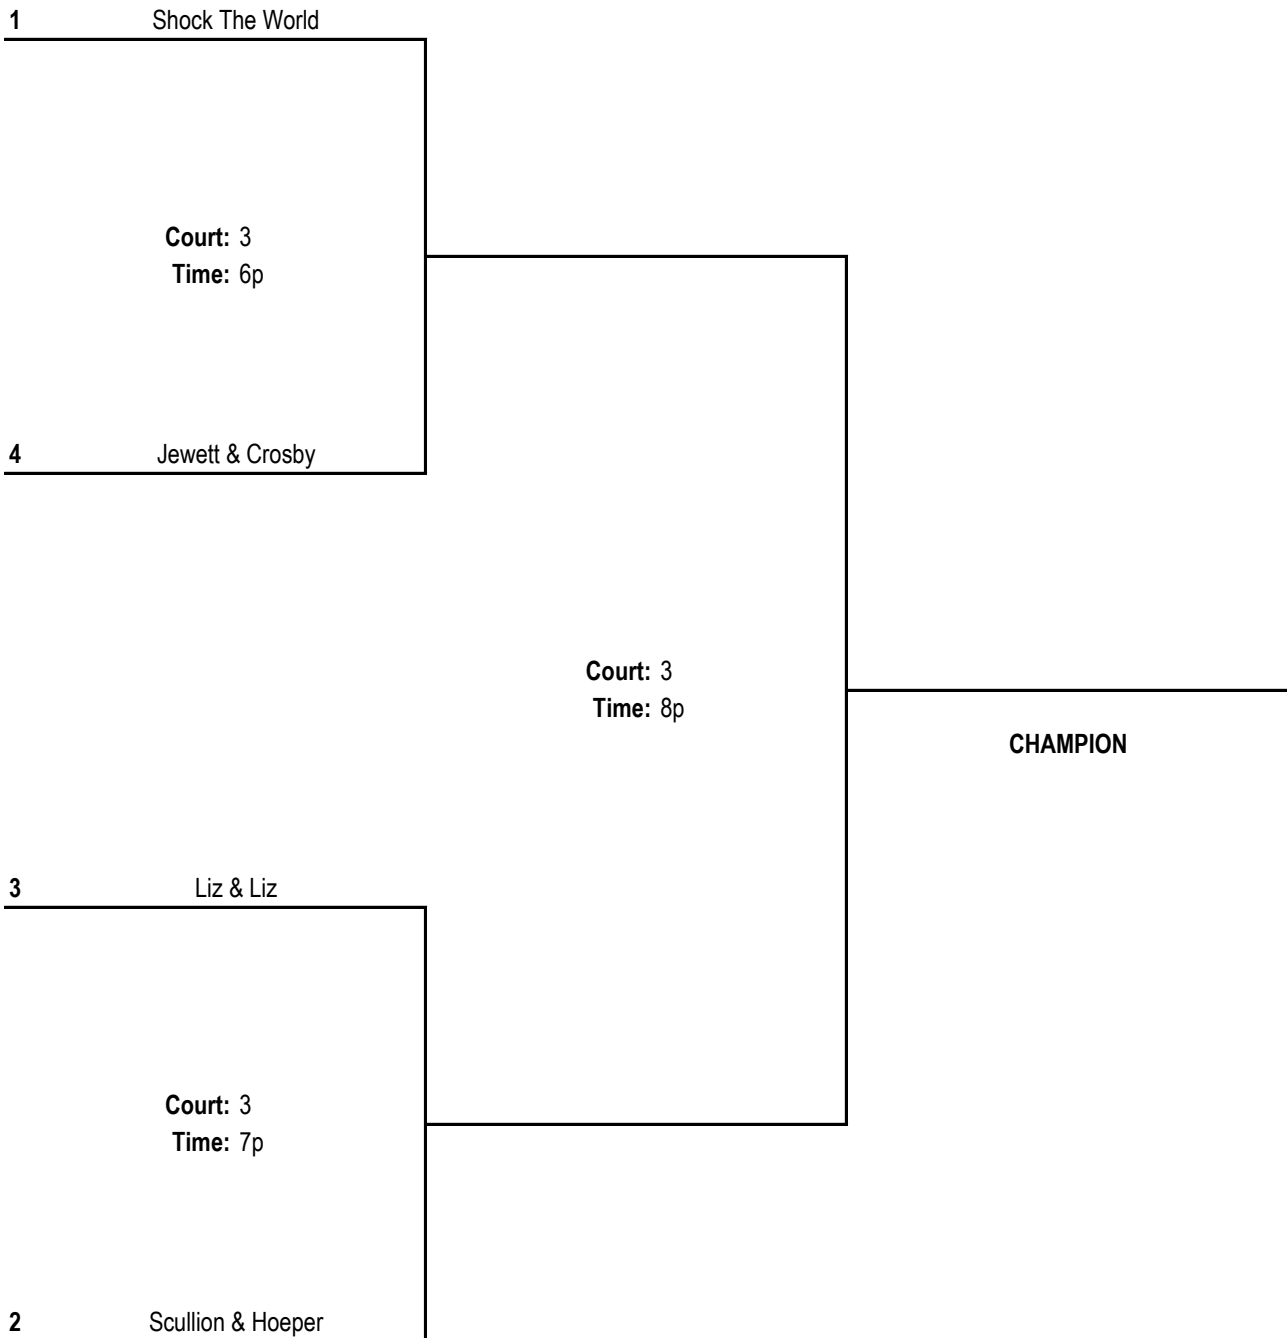 1 Shock The World
Court: 3
Time: 6p
4 Jewett & Crosby
Court: 3
Time: 8p
CHAMPION
3 Liz & Liz
Court: 3
Time: 7p
2 Scullion & Hoeper